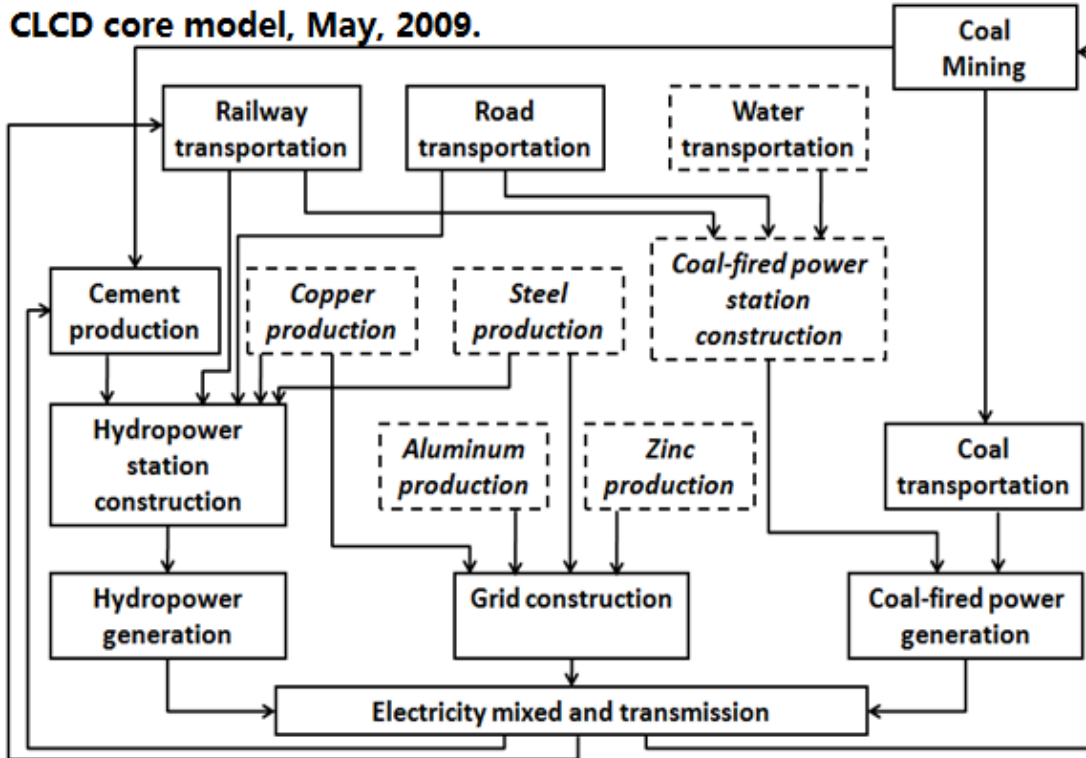 CLCD core model, May, 2009.
Coal
Mining
Railway
transportation
Road
transportation
Water
transportation
Cement
production
Copper
production
Steel
production
Coal-fired power
station
construction
Hydropower
station
construction
Aluminum
production
Zinc
production
Coal
transportation
Hydropower
generation
Grid construction
Coal-fired power
generation
Electricity mixed and transmission